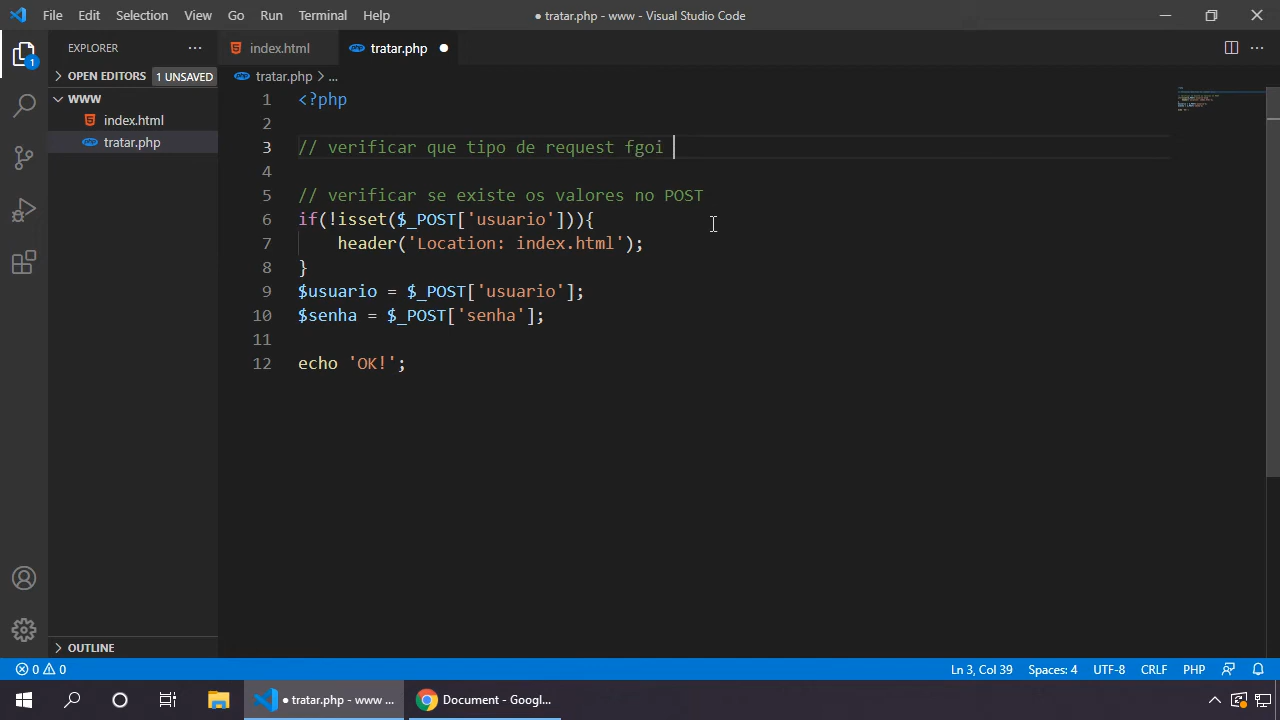 File Edit Selection View Go Run Terminal Help
● tratar.php - www - Visual Studio Code
EXPLORER
index.html
tratar.php
OPEN EDITORS
1 UNSAVED
tratar.php > ...
WWW
index.html
tratar.php
1 <?php
2
3 // verificar que tipo de request fgoi
4
5 // verificar se existe os valores no POST
6 if(!isset($_POST['usuario'])){
7 header('Location: index.html');
8 }
9 $usuario = $_POST['usuario'];
10 $senha = $_POST['senha'];
11
12 echo 'OK!';
1
OUTLINE
0 0
Ln 3, Col 39 Spaces: 4 UTF-8 CRLF PHP
● tratar.php - www ...
Document - Googl...